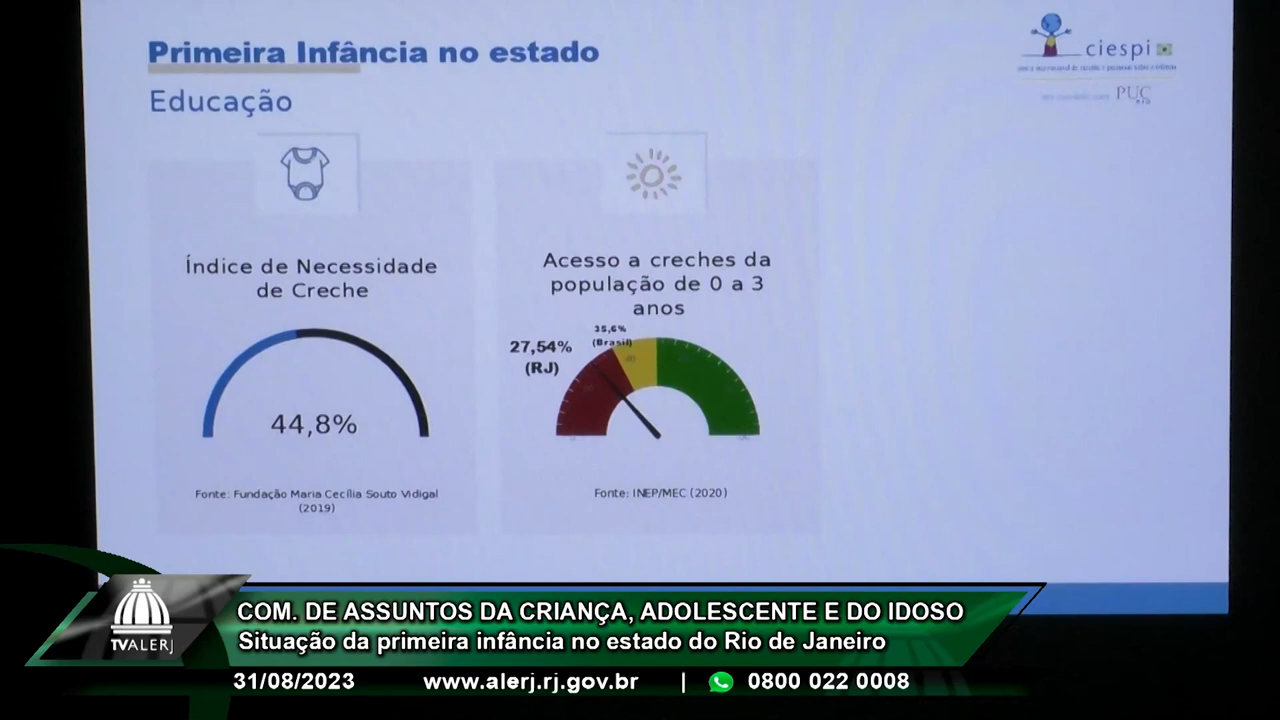 Primeira Infância no estado
Educação
ciespi
PUC
RIO
Índice de Necessidade
de Creche
44,8%
Fonte: Fundação Maria Cecília Souto Vidigal
(2019)
Acesso a creches da
população de 0 a 3
anos
35,6%
(Brasil)
27,54%
(RJ)
40
Fonte: INEP/MEC (2020)
TVALERJ
COM. DE ASSUNTOS DA CRIANÇA, ADOLESCENTE E DO IDOSO
Situação da primeira infância no estado do Rio de Janeiro
31/08/2023 www.alerj.rj.gov.br | 0800 022 0008